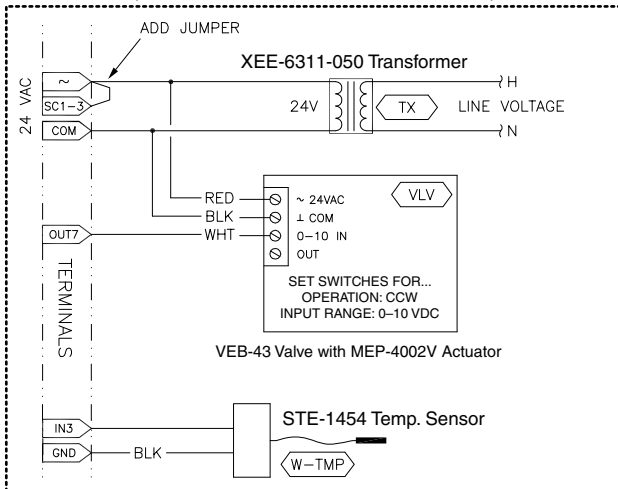 ADD JUMPER
XEE-6311-050 Transformer
24 VAC
~
SC1-3
COM
24V
TX
H
LINE VOLTAGE
N
RED
~ 24VAC
VLV
BLK
⊥ COM
OUT7
WHT
0-10 IN
OUT
SET SWITCHES FOR...
OPERATION: CCW
INPUT RANGE: 0–10 VDC
TERMINALS
VEB-43 Valve with MEP-4002V Actuator
STE-1454 Temp. Sensor
IN3
GND
BLK
W-TMP